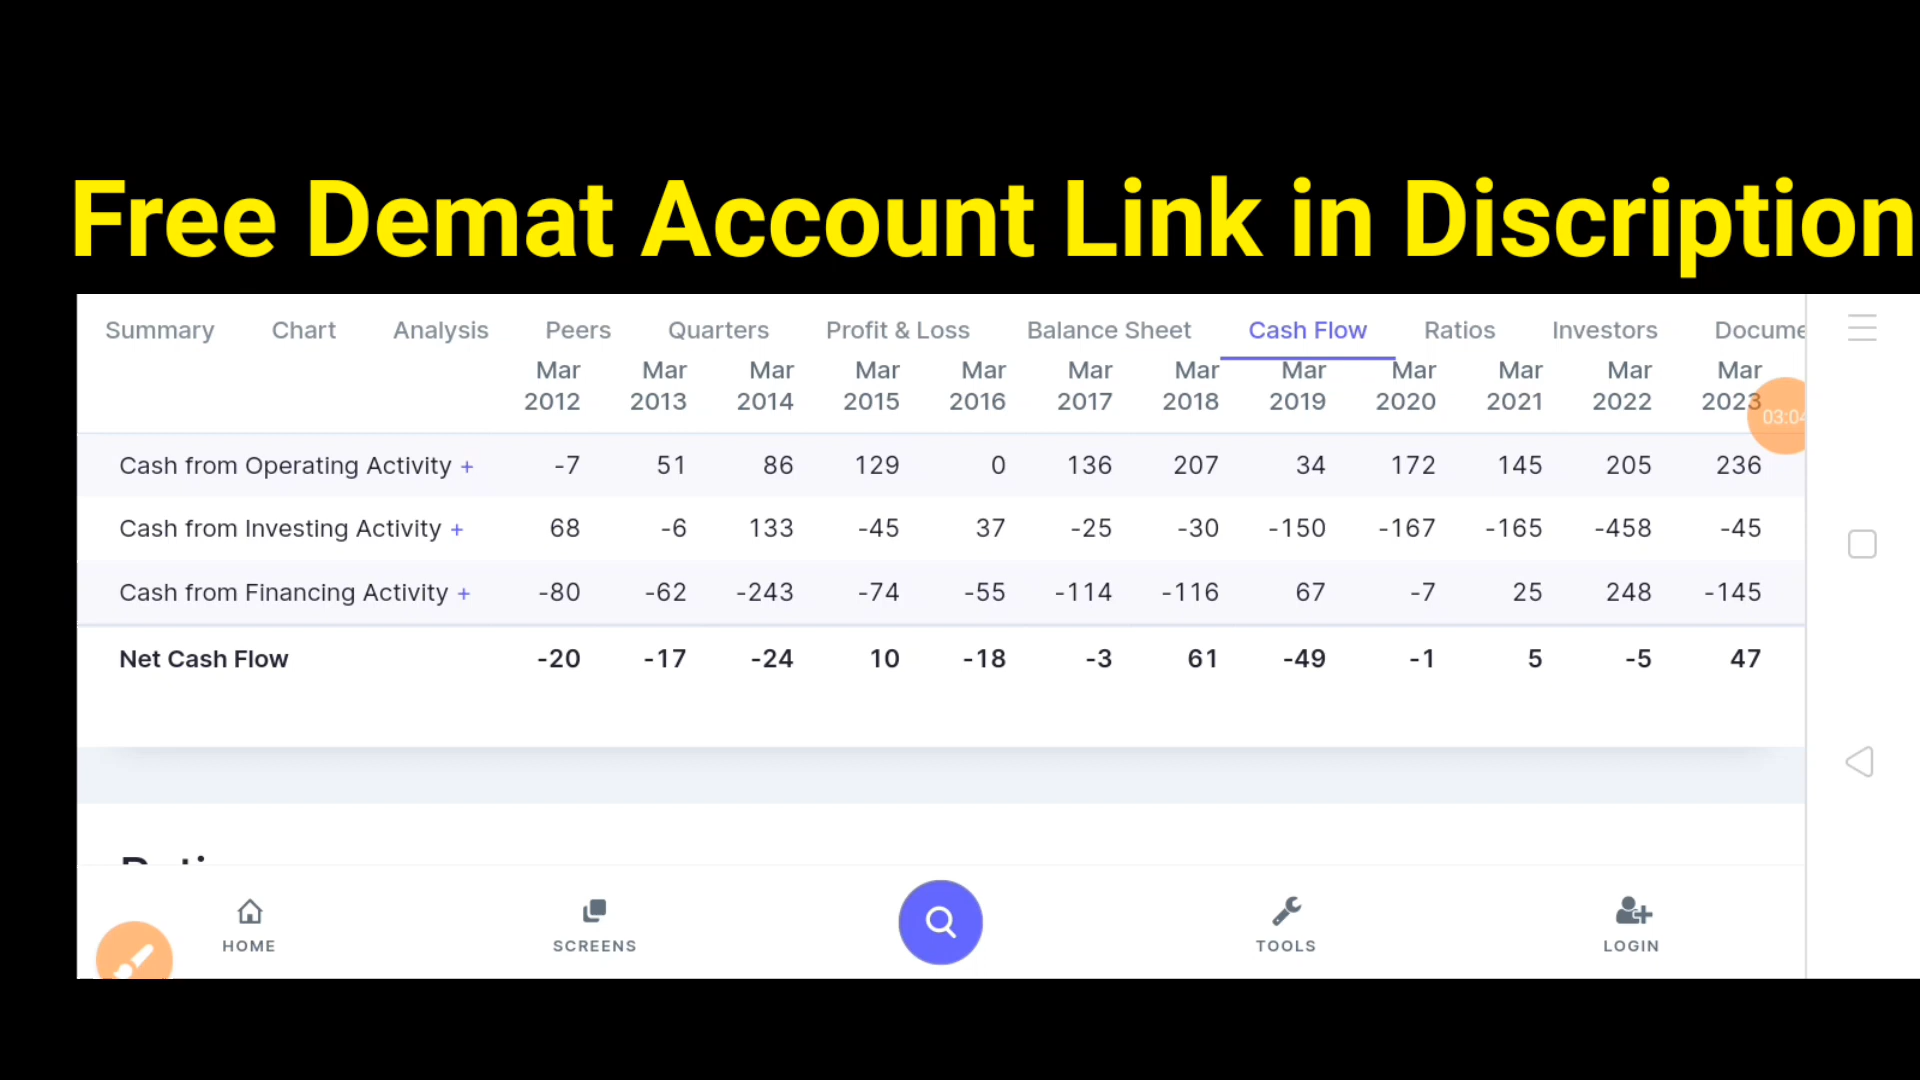 Free Demat Account Link in Discription
Summary Chart Analysis Peers Quarters Profit & Loss Balance Sheet Cash Flow Ratios Investors Docume
Mar Mar Mar Mar Mar Mar Mar Mar Mar Mar Mar Mar
2012 2013 2014 2015 2016 2017 2018 2019 2020 2021 2022 2023
03:04
Cash from Operating Activity + -7 51 86 129 0 136 207 34 172 145 205 236
Cash from Investing Activity + 68 -6 133 -45 37 -25 -30 -150 -167 -165 -458 -45
Cash from Financing Activity + -80 -62 -243 -74 -55 -114 -116 67 -7 25 248 -145
Net Cash Flow -20 -17 -24 10 -18 -3 61 -49 -1 5 -5 47
HOME SCREENS TOOLS LOGIN